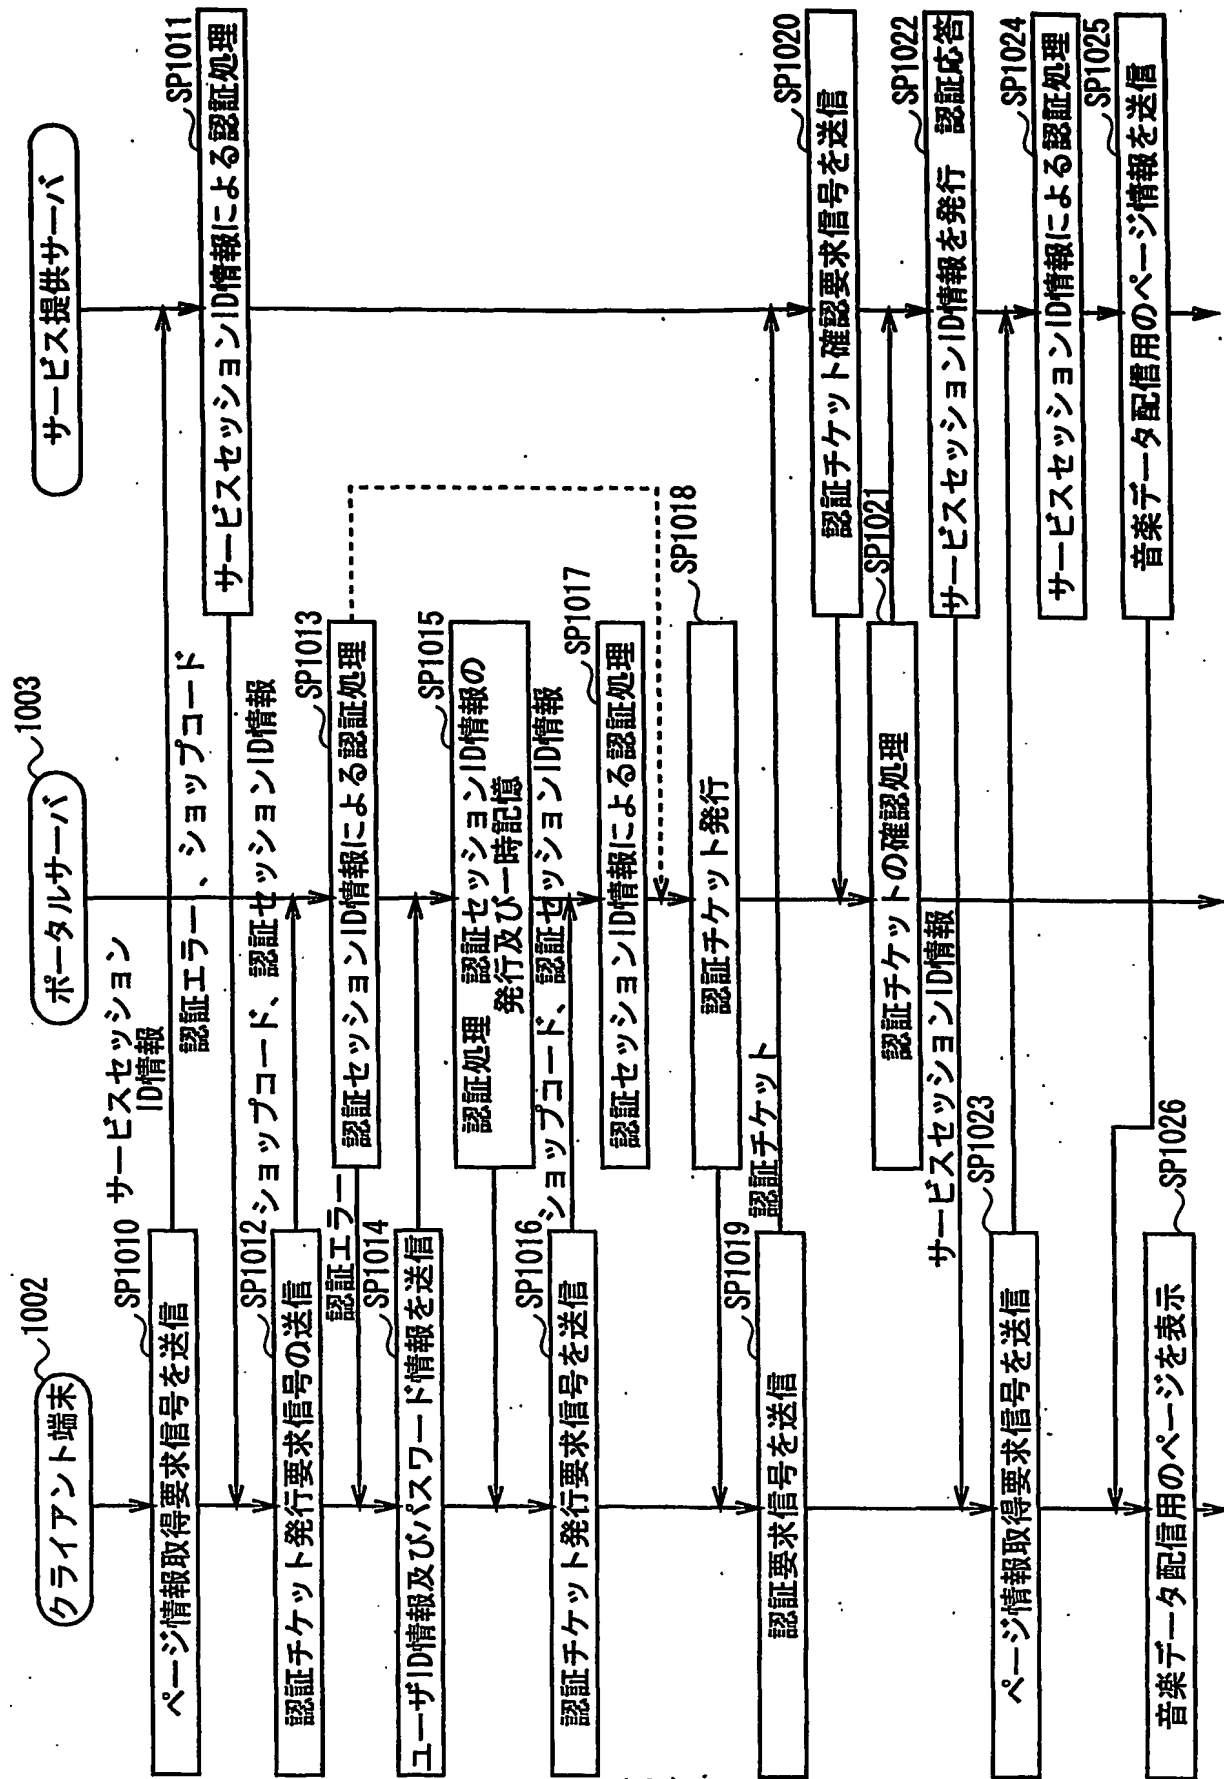 クライアント端末
1002
ポータルサーバ
1003
サービス提供サーバ
SP1010
ページ情報取得要求信号を送信
サービスセッション
ID情報
SP1011
サービスセッションID情報による認証処理
認証エラー、ショップコード
SP1012
認証チケット発行要求信号の送信
ショップコード、認証セッションID情報
SP1013
認証セッションID情報による認証処理
認証エラー
SP1014
ユーザID情報及びパスワード情報を送信
SP1015
認証処理 認証セッションID情報の
発行及び一時記憶
SP1016
認証チケット発行要求信号を送信
ショップコード、認証セッションID情報
SP1017
認証セッションID情報による認証処理
SP1018
認証チケット発行
SP1019
認証要求信号を送信
認証チケット
SP1020
認証チケット確認要求信号を送信
SP1021
認証チケットの確認処理
SP1022
サービスセッションID情報を発行 認証応答
サービスセッションID情報
SP1023
ページ情報取得要求信号を送信
SP1024
サービスセッションID情報による認証処理
SP1025
音楽データ配信用のページ情報を送信
SP1026
音楽データ配信用のページを表示